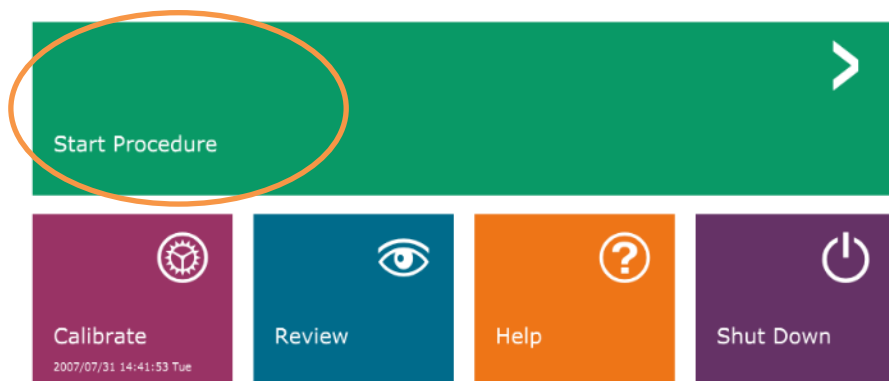 Start Procedure
Calibrate
2007/07/31 14:41:53 Tue
Review
Help
Shut Down